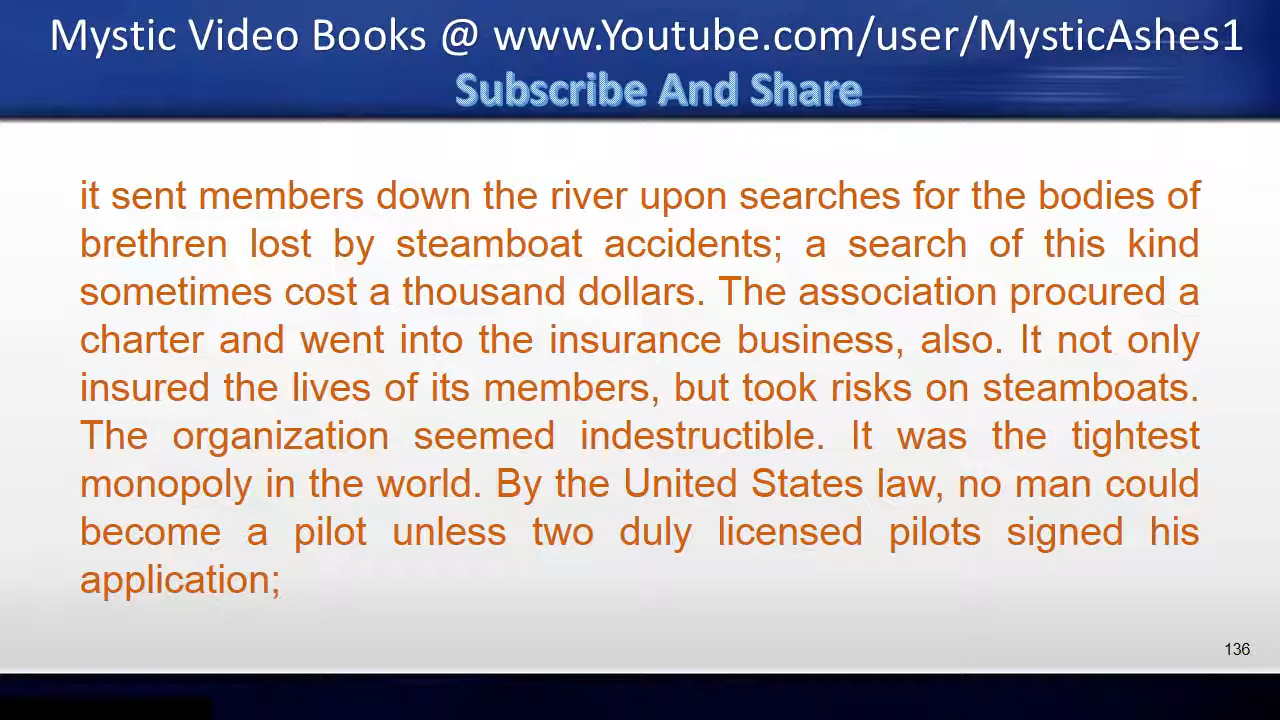 Mystic Video Books @ www.Youtube.com/user/MysticAshes1
Subscribe And Share
it sent members down the river upon searches for the bodies of
brethren lost by steamboat accidents; a search of this kind
sometimes cost a thousand dollars. The association procured a
charter and went into the insurance business, also. It not only
insured the lives of its members, but took risks on steamboats.
The organization seemed indestructible. It was the tightest
monopoly in the world. By the United States law, no man could
become a pilot unless two duly licensed pilots signed his
application;
136